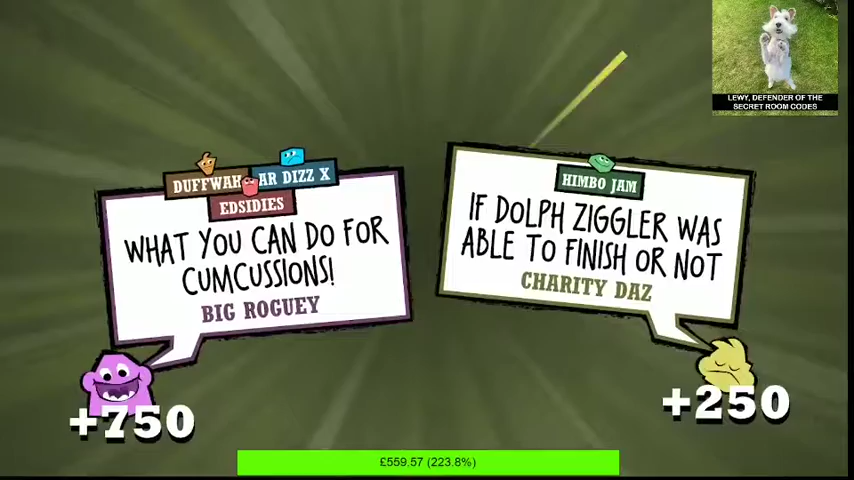 LEWY, DEFENDER OF THE
SECRET ROOM CODES
DUFFWAH
AR DIZZ X
EDSIDIES
WHAT YOU CAN DO FOR
CUMCUSSIONS!
BIG ROGUEY
+750
HIMBO JAM
IF DOLPH ZIGGLER WAS
ABLE TO FINISH OR NOT
CHARITY DAZ
+250
£559.57 (223.8%)